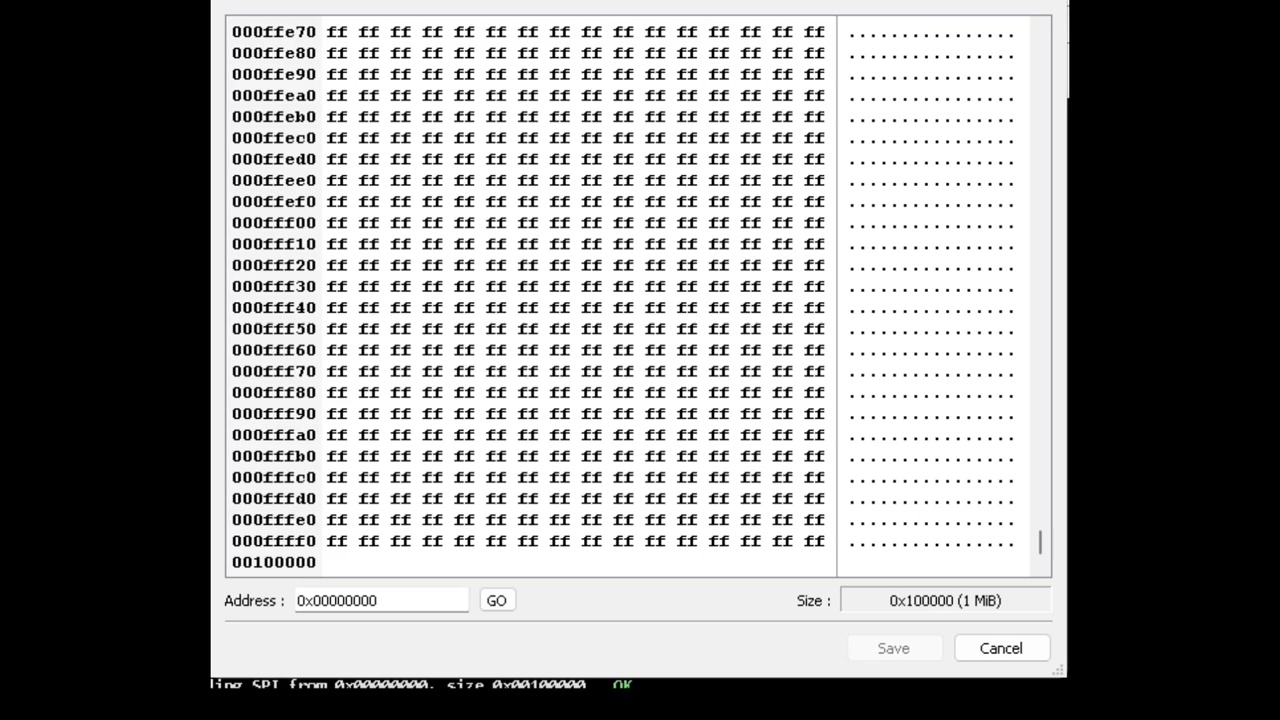 000ffe70 ff ff ff ff ff ff ff ff ff ff ff ff ff ff ff ff ................
000ffe80 ff ff ff ff ff ff ff ff ff ff ff ff ff ff ff ff ................
000ffe90 ff ff ff ff ff ff ff ff ff ff ff ff ff ff ff ff ................
000ffea0 ff ff ff ff ff ff ff ff ff ff ff ff ff ff ff ff ................
000ffeb0 ff ff ff ff ff ff ff ff ff ff ff ff ff ff ff ff ................
000ffec0 ff ff ff ff ff ff ff ff ff ff ff ff ff ff ff ff ................
000ffed0 ff ff ff ff ff ff ff ff ff ff ff ff ff ff ff ff ................
000ffee0 ff ff ff ff ff ff ff ff ff ff ff ff ff ff ff ff ................
000ffef0 ff ff ff ff ff ff ff ff ff ff ff ff ff ff ff ff ................
000fff00 ff ff ff ff ff ff ff ff ff ff ff ff ff ff ff ff ................
000fff10 ff ff ff ff ff ff ff ff ff ff ff ff ff ff ff ff ................
000fff20 ff ff ff ff ff ff ff ff ff ff ff ff ff ff ff ff ................
000fff30 ff ff ff ff ff ff ff ff ff ff ff ff ff ff ff ff ................
000fff40 ff ff ff ff ff ff ff ff ff ff ff ff ff ff ff ff ................
000fff50 ff ff ff ff ff ff ff ff ff ff ff ff ff ff ff ff ................
000fff60 ff ff ff ff ff ff ff ff ff ff ff ff ff ff ff ff ................
000fff70 ff ff ff ff ff ff ff ff ff ff ff ff ff ff ff ff ................
000fff80 ff ff ff ff ff ff ff ff ff ff ff ff ff ff ff ff ................
000fff90 ff ff ff ff ff ff ff ff ff ff ff ff ff ff ff ff ................
000fffa0 ff ff ff ff ff ff ff ff ff ff ff ff ff ff ff ff ................
000fffb0 ff ff ff ff ff ff ff ff ff ff ff ff ff ff ff ff ................
000fffc0 ff ff ff ff ff ff ff ff ff ff ff ff ff ff ff ff ................
000fffd0 ff ff ff ff ff ff ff ff ff ff ff ff ff ff ff ff ................
000fffe0 ff ff ff ff ff ff ff ff ff ff ff ff ff ff ff ff ................
000ffff0 ff ff ff ff ff ff ff ff ff ff ff ff ff ff ff ff ................
00100000
Address : 0x00000000 GO Size : 0x100000 (1 MiB)
Save Cancel
ling SPI from 0x00000000, size 0x00100000 OK